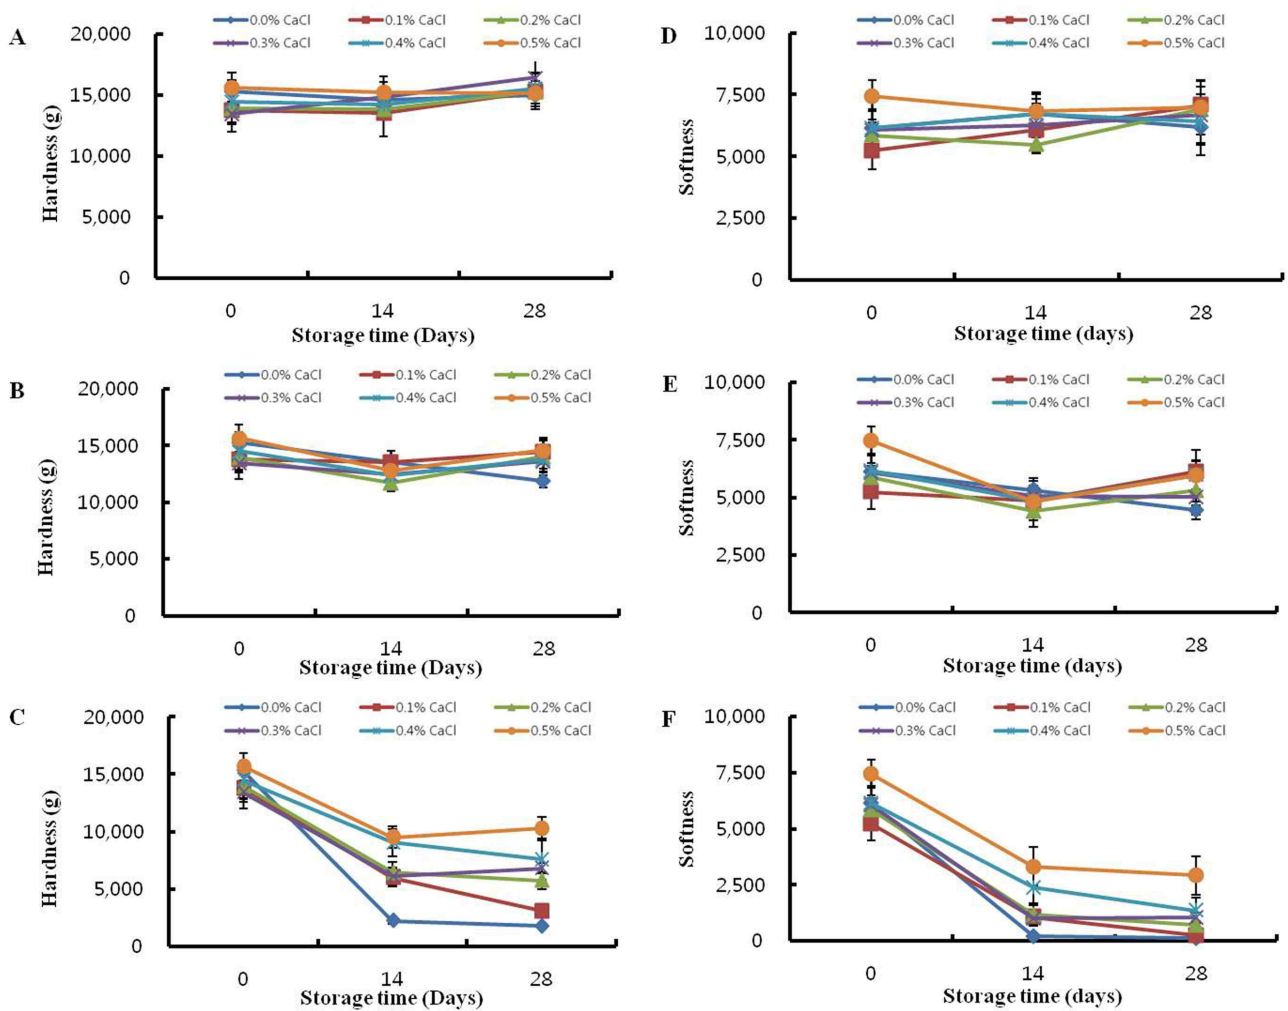 A
0.0% CaCl 0.1% CaCl 0.2% CaCl
0.3% CaCl 0.4% CaCl 0.5% CaCl
Hardness (g)
20,000
15,000
10,000
5,000
0
0 14 28
Storage time (Days)
D
0.0% CaCl 0.1% CaCl 0.2% CaCl
0.3% CaCl 0.4% CaCl 0.5% CaCl
Softness
10,000
7,500
5,000
2,500
0
0 14 28
Storage time (days)
B
0.0% CaCl 0.1% CaCl 0.2% CaCl
0.3% CaCl 0.4% CaCl 0.5% CaCl
Hardness (g)
20,000
15,000
10,000
5,000
0
0 14 28
Storage time (Days)
E
0.0% CaCl 0.1% CaCl 0.2% CaCl
0.3% CaCl 0.4% CaCl 0.5% CaCl
Softness
10,000
7,500
5,000
2,500
0
0 14 28
Storage time (days)
C
0.0% CaCl 0.1% CaCl 0.2% CaCl
0.3% CaCl 0.4% CaCl 0.5% CaCl
Hardness (g)
20,000
15,000
10,000
5,000
0
0 14 28
Storage time (Days)
F
0.0% CaCl 0.1% CaCl 0.2% CaCl
0.3% CaCl 0.4% CaCl 0.5% CaCl
Softness
10,000
7,500
5,000
2,500
0
0 14 28
Storage time (days)